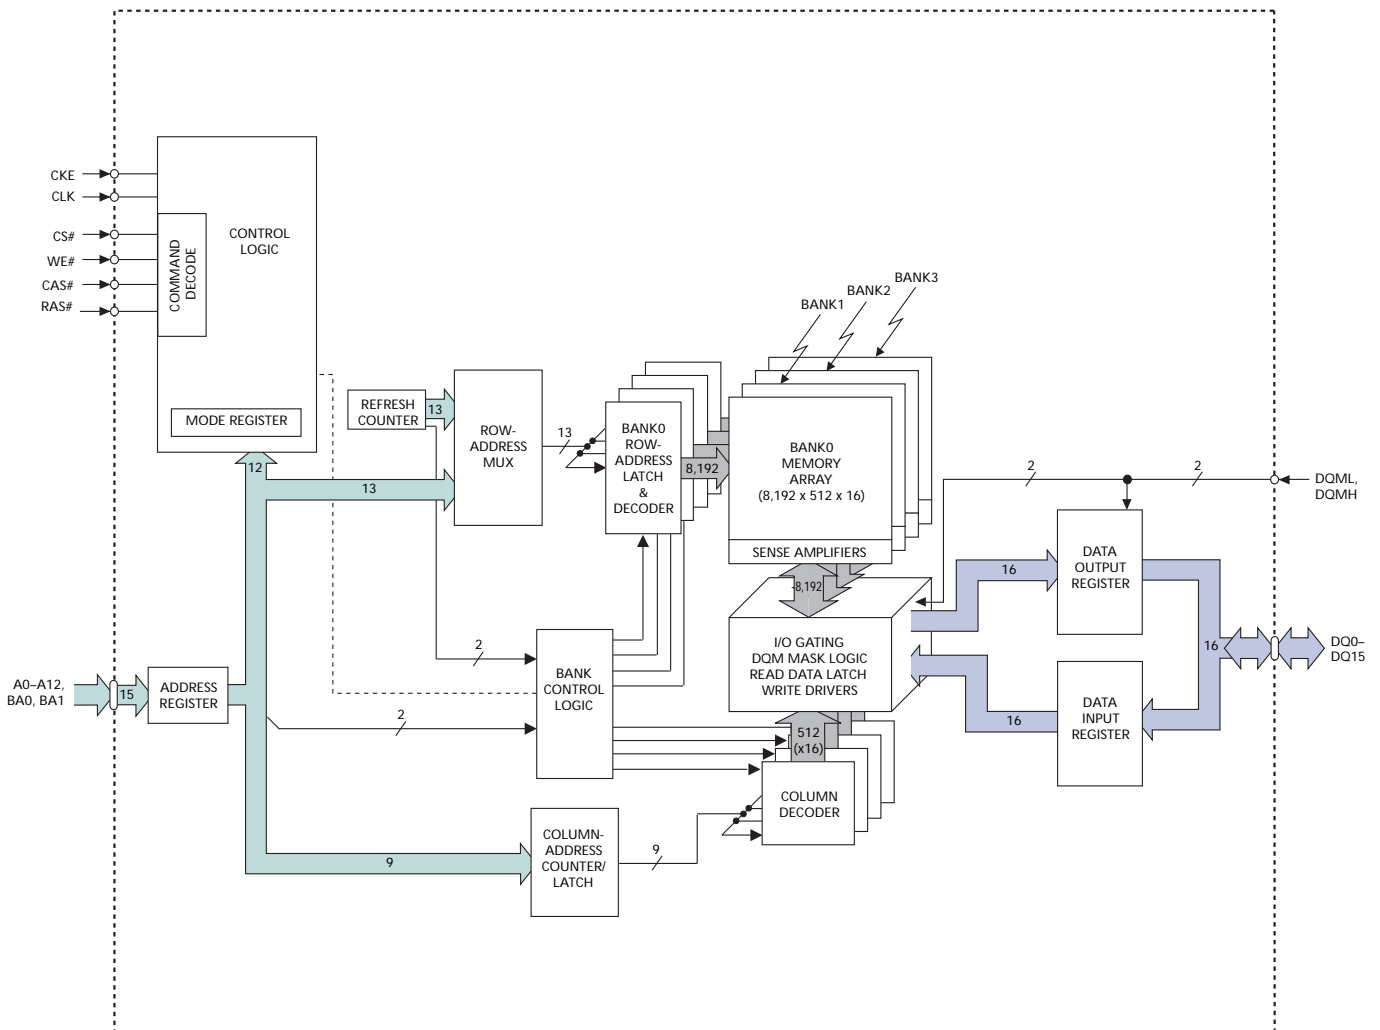 CKE
CLK
CS#
WE#
CAS#
RAS#
COMMAND
DECODE
CONTROL
LOGIC
MODE REGISTER
12
BANK1
BANK2
BANK3
REFRESH
COUNTER
13
13
ROW-
ADDRESS
MUX
13
BANK0
ROW-
ADDRESS
LATCH
&
DECODER
8,192
BANK0
MEMORY
ARRAY
(8,192 x 512 x 16)
SENSE AMPLIFIERS
8,192
I/O GATING
DQM MASK LOGIC
READ DATA LATCH
WRITE DRIVERS
2
2
DQML,
DQMH
16
DATA
OUTPUT
REGISTER
16
DQ0–
DQ15
16
DATA
INPUT
REGISTER
A0–A12,
BA0, BA1
15
ADDRESS
REGISTER
2
2
BANK
CONTROL
LOGIC
512
(x16)
COLUMN
DECODER
9
COLUMN-
ADDRESS
COUNTER/
LATCH
9